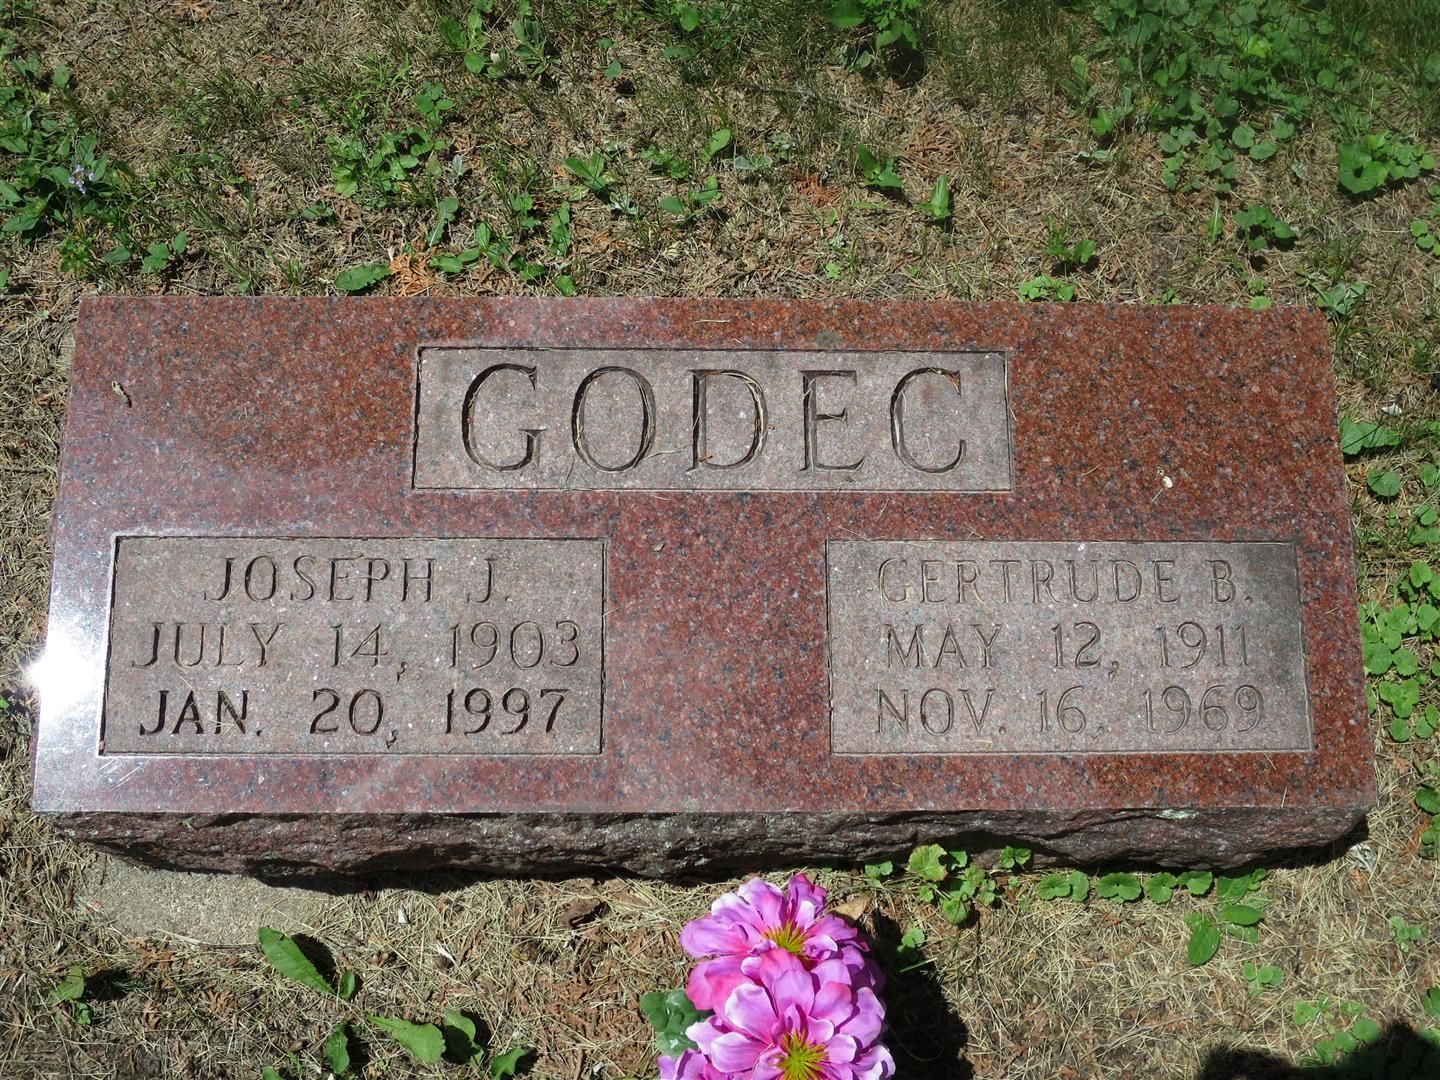 GODEC
JOSEPH J.
JULY 14, 1903
JAN. 20, 1997
GERTRUDE B.
MAY 12, 1911
NOV. 16, 1969